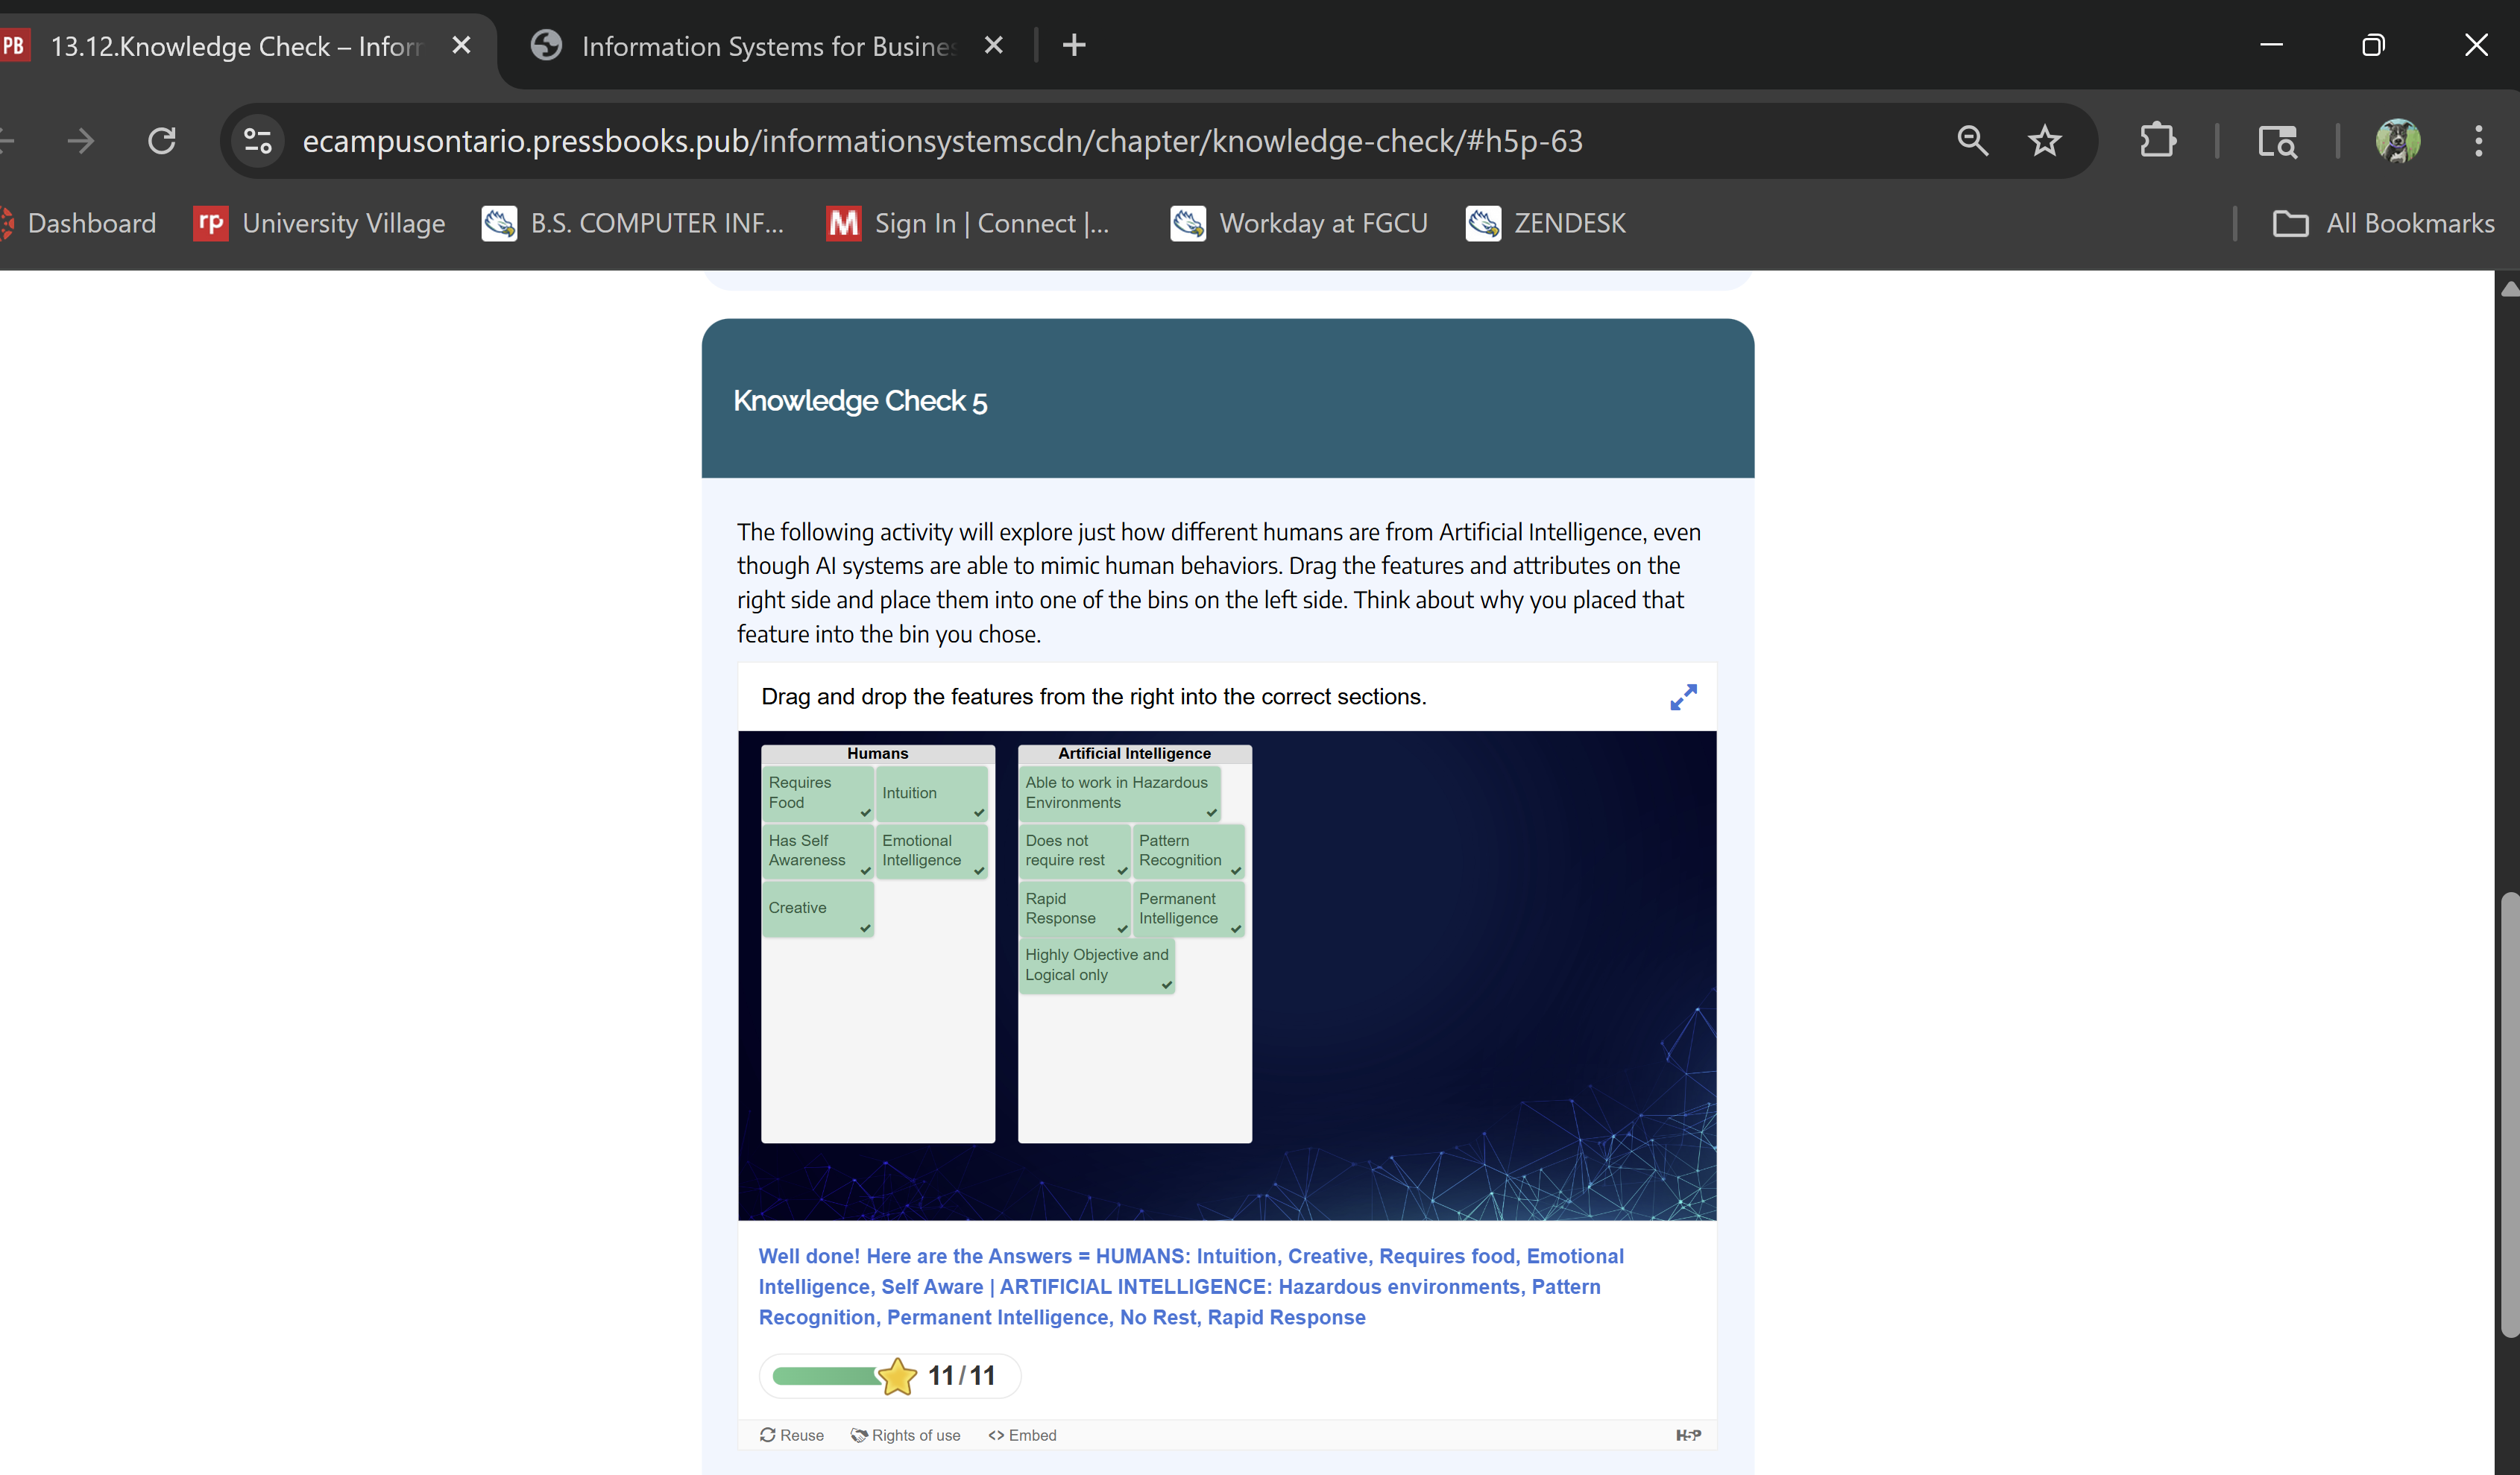 PB 13.12.Knowledge Check – Infor
Information Systems for Busines
ecampusontario.pressbooks.pub/informationsystemscdn/chapter/knowledge-check/#h5p-63
Dashboard
rp University Village
B.S. COMPUTER INF...
M Sign In | Connect |...
Workday at FGCU
ZENDESK
All Bookmarks
Knowledge Check 5
The following activity will explore just how different humans are from Artificial Intelligence, even
though AI systems are able to mimic human behaviors. Drag the features and attributes on the
right side and place them into one of the bins on the left side. Think about why you placed that
feature into the bin you chose.
Drag and drop the features from the right into the correct sections.
Humans
Requires
Food
Intuition
Has Self
Awareness
Emotional
Intelligence
Creative
Artificial Intelligence
Able to work in Hazardous
Environments
Does not
require rest
Pattern
Recognition
Rapid
Response
Permanent
Intelligence
Highly Objective and
Logical only
Well done! Here are the Answers = HUMANS: Intuition, Creative, Requires food, Emotional
Intelligence, Self Aware | ARTIFICIAL INTELLIGENCE: Hazardous environments, Pattern
Recognition, Permanent Intelligence, No Rest, Rapid Response
11/11
Reuse
Rights of use
<> Embed
H5P